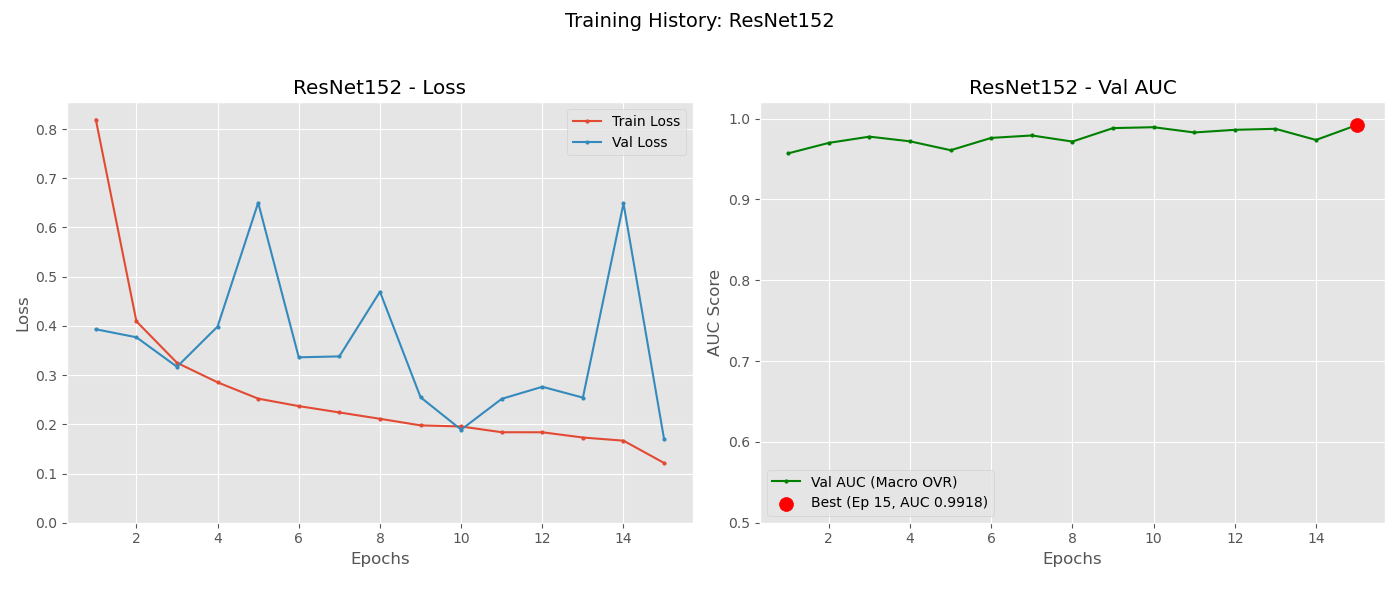 Training History: ResNet152
ResNet152 - Loss
0.8
0.7
0.6
0.5
0.4
0.3
0.2
0.1
0.0
Loss
Train Loss
Val Loss
2 4 6 8 10 12 14
Epochs
ResNet152 - Val AUC
1.0
0.9
0.8
0.7
0.6
0.5
AUC Score
Val AUC (Macro OVR)
Best (Ep 15, AUC 0.9918)
2 4 6 8 10 12 14
Epochs